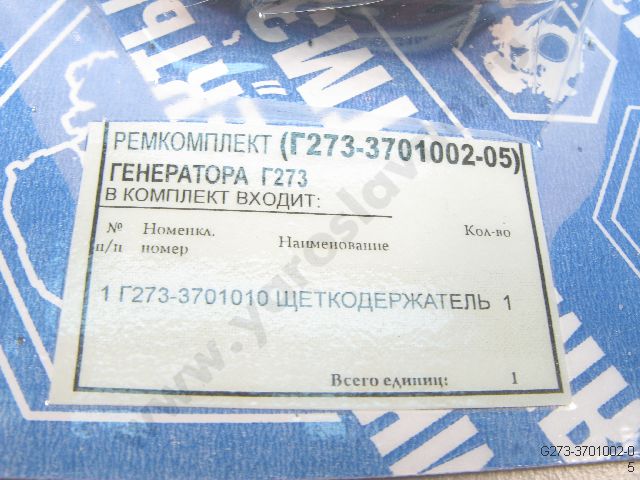 РЕМКОМПЛЕКТ (Г273-3701002-05)
ГЕНЕРАТОРА Г273
В КОМПЛЕКТ ВХОДИТ:
№ Номенкл. Кол-во
п/п номер Наименование
1 Г273-3701010 ЩЕТКОДЕРЖАТЕЛЬ 1
Всего единиц: 1
G273-3701002-0
5